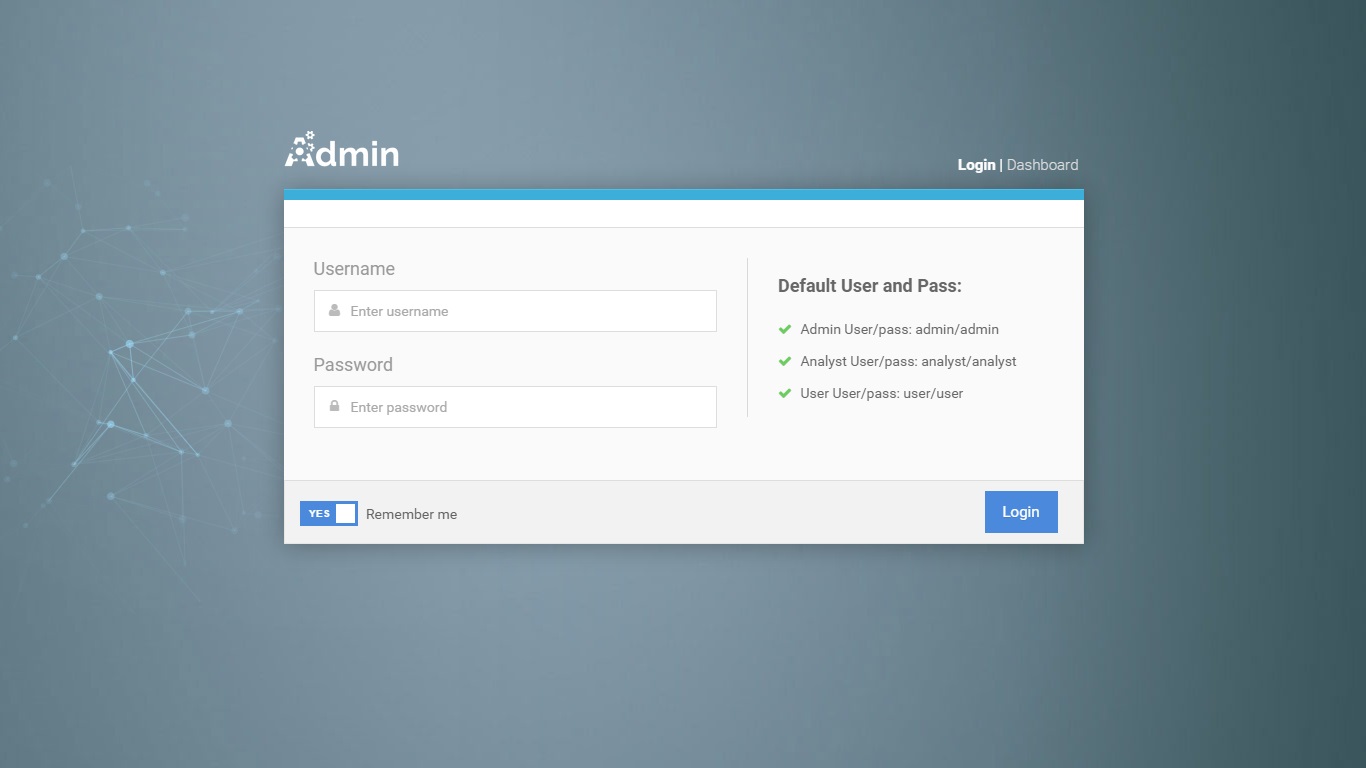 Admin
Login | Dashboard
Username
Enter username
Password
Enter password
Default User and Pass:
Admin User/pass: admin/admin
Analyst User/pass: analyst/analyst
User User/pass: user/user
YES
Remember me
Login